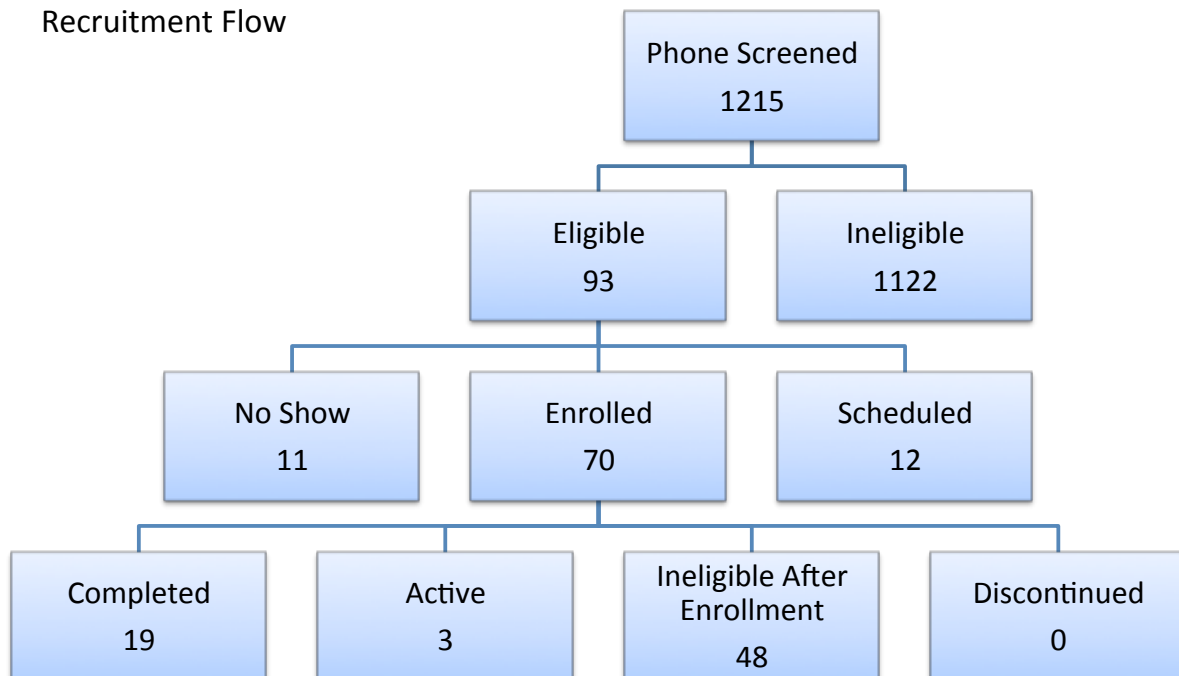 Recruitment Flow
Phone Screened
1215
Eligible
93
Ineligible
1122
No Show
11
Enrolled
70
Scheduled
12
Completed
19
Active
3
Ineligible After
Enrollment
48
Discontinued
0